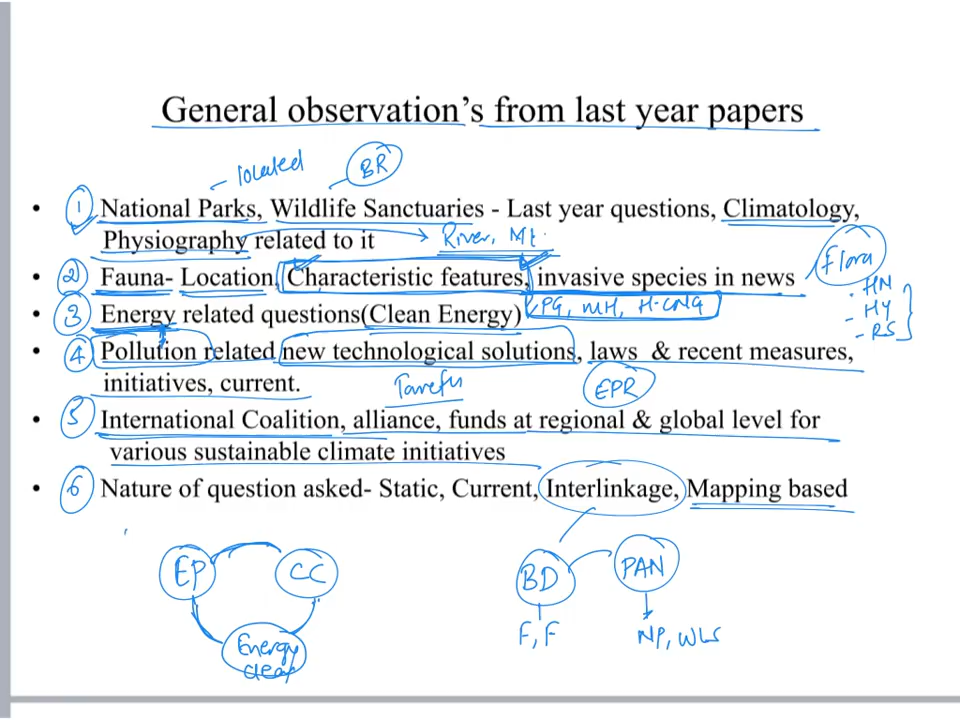 General observation’s from last year papers
located BR
• 1 National Parks, Wildlife Sanctuaries - Last year questions, Climatology,
Physiography related to it River, Mt. Flora
• 2 Fauna- Location, Characteristic features, invasive species in news
- HN
• 3 Energy related questions(Clean Energy) PG, MH, H-CNG
- HY
- RS
• 4 Pollution related new technological solutions, laws & recent measures,
initiatives, current. EPR
• 5 International Coalition, alliance, funds at regional & global level for
various sustainable climate initiatives
• 6 Nature of question asked- Static, Current, Interlinkage, Mapping based
EP CC BD PAN
F, F NP, WLS
Energy